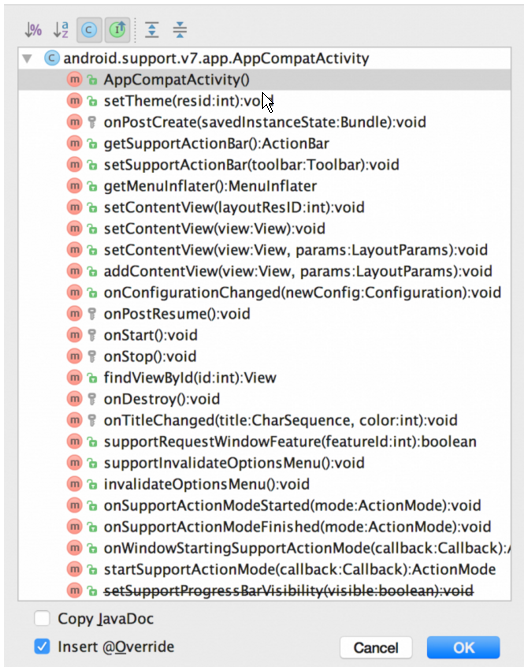 android.support.v7.app.AppCompatActivity
AppCompatActivity()
setTheme(resid:int):void
onPostCreate(savedInstanceState:Bundle):void
getSupportActionBar():ActionBar
setSupportActionBar(toolbar:Toolbar):void
getMenuInflater():MenuInflater
setContentView(layoutResID:int):void
setContentView(view:View):void
setContentView(view:View, params:LayoutParams):void
addContentView(view:View, params:LayoutParams):void
onConfigurationChanged(newConfig:Configuration):void
onPostResume():void
onStart():void
onStop():void
findViewById(id:int):View
onDestroy():void
onTitleChanged(title:CharSequence, color:int):void
supportRequestWindowFeature(featureId:int):boolean
supportInvalidateOptionsMenu():void
invalidateOptionsMenu():void
onSupportActionModeStarted(mode:ActionMode):void
onSupportActionModeFinished(mode:ActionMode):void
onWindowStartingSupportActionMode(callback:Callback):
startSupportActionMode(callback:Callback):ActionMode
setSupportProgressBarVisibility(visible:boolean):void
Copy JavaDoc
Insert @Override
Cancel OK